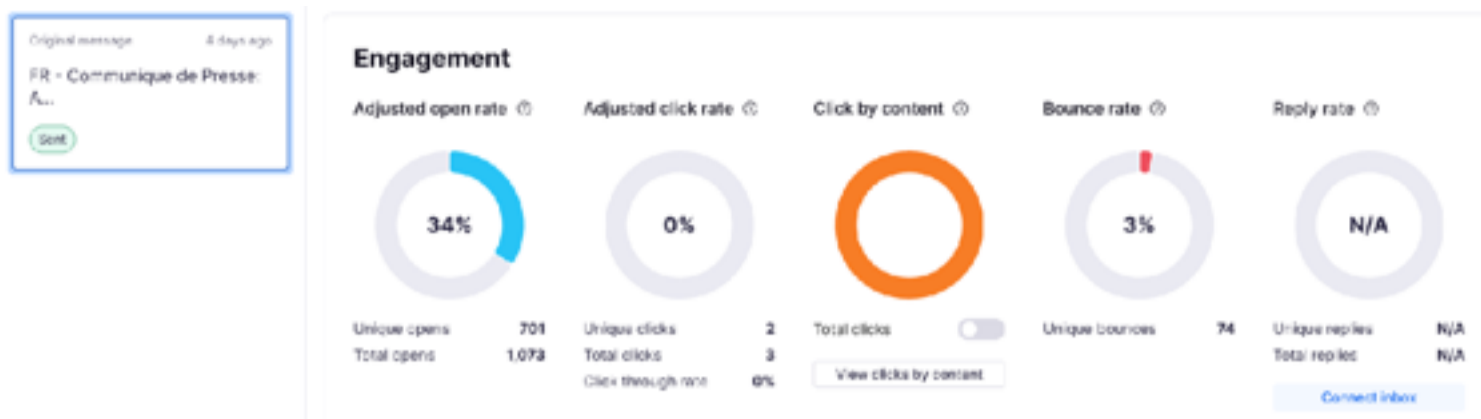 Original message 4 days ago
FR - Communique de Presse:
A...
Sent
Engagement
Adjusted open rate
Adjusted click rate
Click by content
Bounce rate
Reply rate
34%
0%
3%
N/A
Unique opens 701
Total opens 1,073
Unique clicks 2
Total clicks 3
Click through rate 0%
Total clicks
View clicks by content
Unique bounces 74
Unique replies N/A
Total replies N/A
Connect inbox